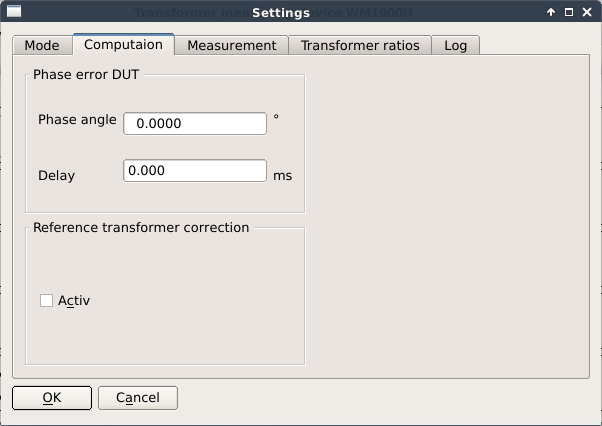 Settings
Mode Computaion Measurement Transformer ratios Log
Phase error DUT
Phase angle 0.0000 °
Delay 0.000 ms
Reference transformer correction
Activ
OK Cancel